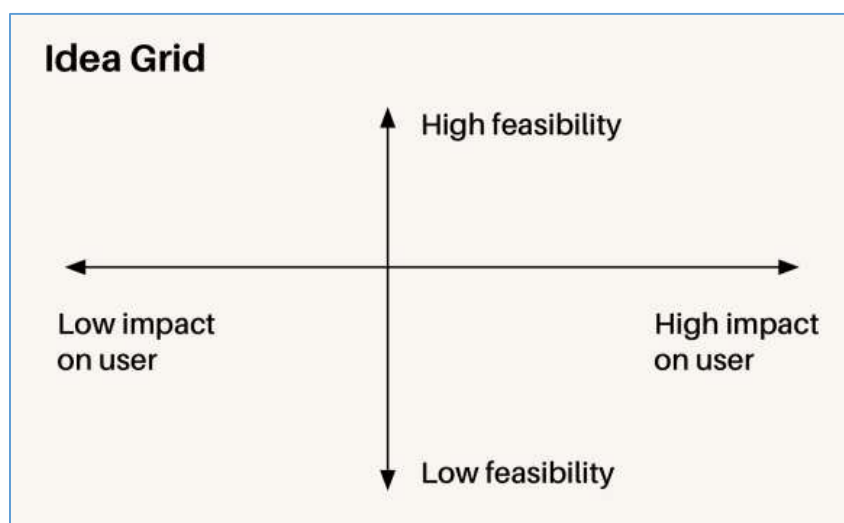 Idea Grid
High feasibility
Low impact
on user
High impact
on user
Low feasibility